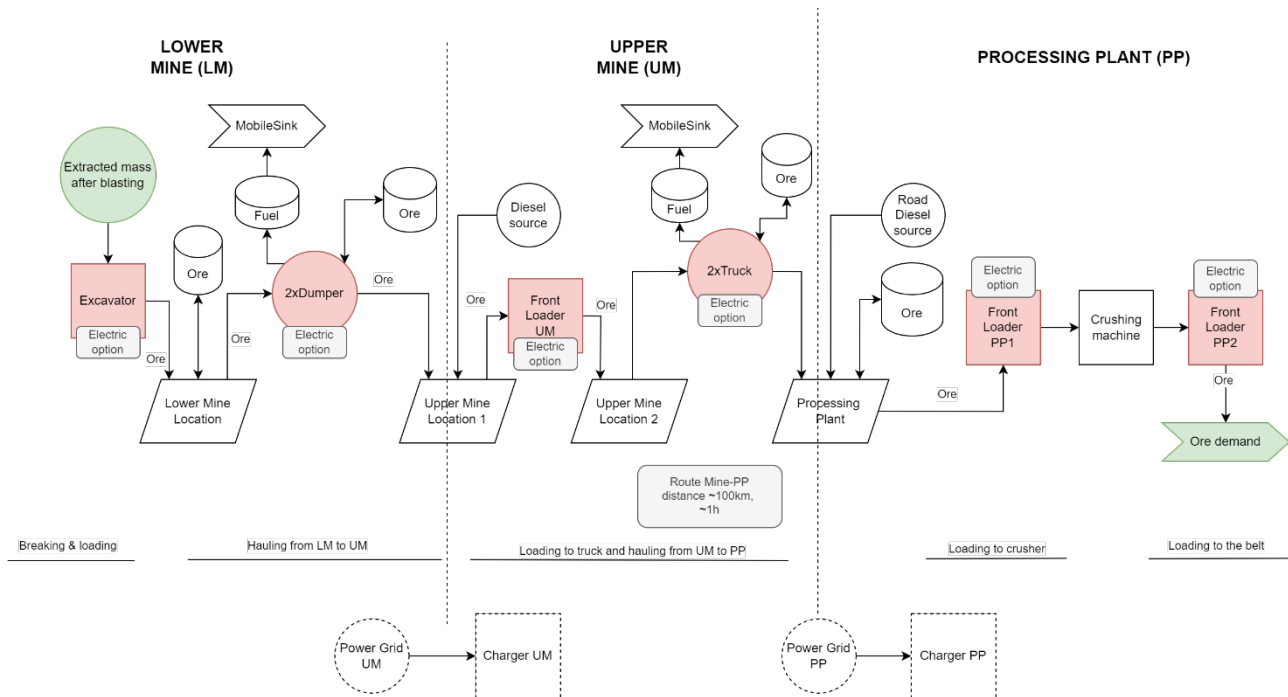 LOWER
MINE (LM)
UPPER
MINE (UM)
PROCESSING PLANT (PP)
MobileSink
MobileSink
Extracted mass
after blasting
Fuel
Ore
Diesel
source
Fuel
Ore
Road
Diesel
source
Ore
Excavator
Electric
option
Ore
2xDumper
Electric
option
Ore
Ore
Ore
Front
Loader
UM
Electric
option
Ore
2xTruck
Electric
option
Ore
Electric
option
Front
Loader
PP1
Crushing
machine
Electric
option
Front
Loader
PP2
Ore
Lower Mine
Location
Upper Mine
Location 1
Upper Mine
Location 2
Processing
Plant
Ore
Ore demand
Route Mine-PP
distance ~100km,
~1h
Breaking & loading
Hauling from LM to UM
Loading to truck and hauling from UM to PP
Loading to crusher
Loading to the belt
Power Grid
UM
Charger UM
Power Grid
PP
Charger PP